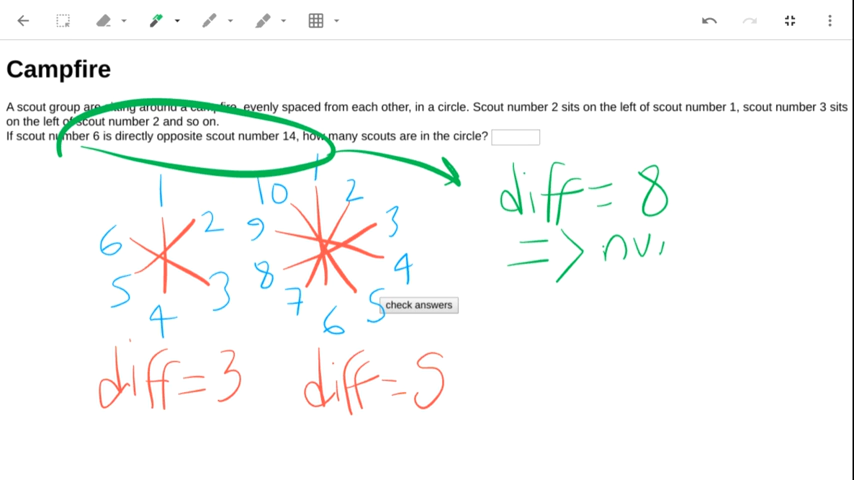 Campfire
A scout group are sitting around a campfire, evenly spaced from each other, in a circle. Scout number 2 sits on the left of scout number 1, scout number 3 sits
on the left of scout number 2 and so on.
If scout number 6 is directly opposite scout number 14, how many scouts are in the circle?
1
6
2
5
3
4
diff=3
1
10
2
9
3
8
4
7
5
6
check answers
diff=5
diff=8
=> nu